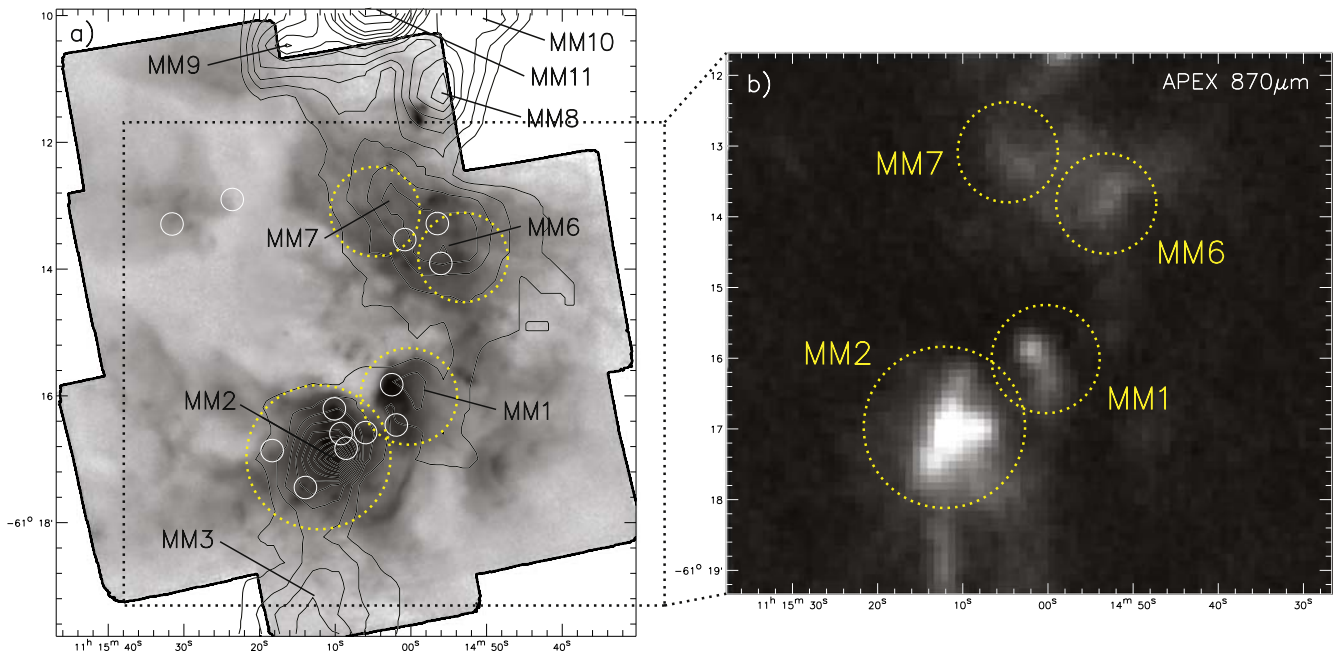 a)
10
12
14
16
-61° 18'
MM9
MM10
MM11
MM8
MM7
MM6
MM2
MM1
MM3
11ʰ 15ᵐ 40ˢ 30ˢ 20ˢ 10ˢ 00ˢ 14ᵐ 50ˢ 40ˢ
b)
APEX 870μm
12
13
14
15
16
17
18
-61° 19'
MM7
MM6
MM2
MM1
11ʰ 15ᵐ 30ˢ 20ˢ 10ˢ 00ˢ 14ᵐ 50ˢ 40ˢ 30ˢ